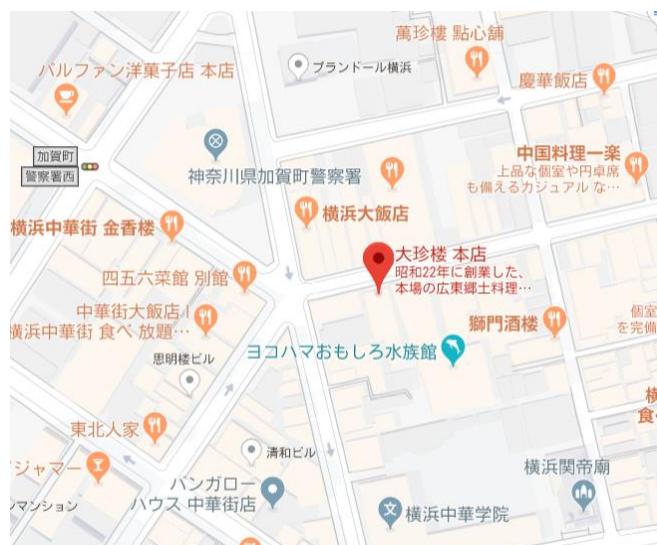 萬珍樓 點心舗
ブランドール横浜
バルファン洋菓子店 本店
慶華飯店
加賀町
警察署西
神奈川県加賀町警察署
中国料理一楽
上品な個室や円卓席
も備えるカジュアル な…
横浜大飯店
横浜中華街 金香楼
大珍楼 本店
昭和22年に創業した、
本場の広東郷土料理…
四五六菜館 別館
中華街大飯店 |
横浜中華街 食べ 放題…
獅門酒楼
個室
を完備
ヨコハマおもしろ水族館
思明楼ビル
横
食べ
東北人家
清和ビル
ジャマー
バンガロー
ハウス 中華街店
横浜関帝廟
ンマンション
横浜中華学院